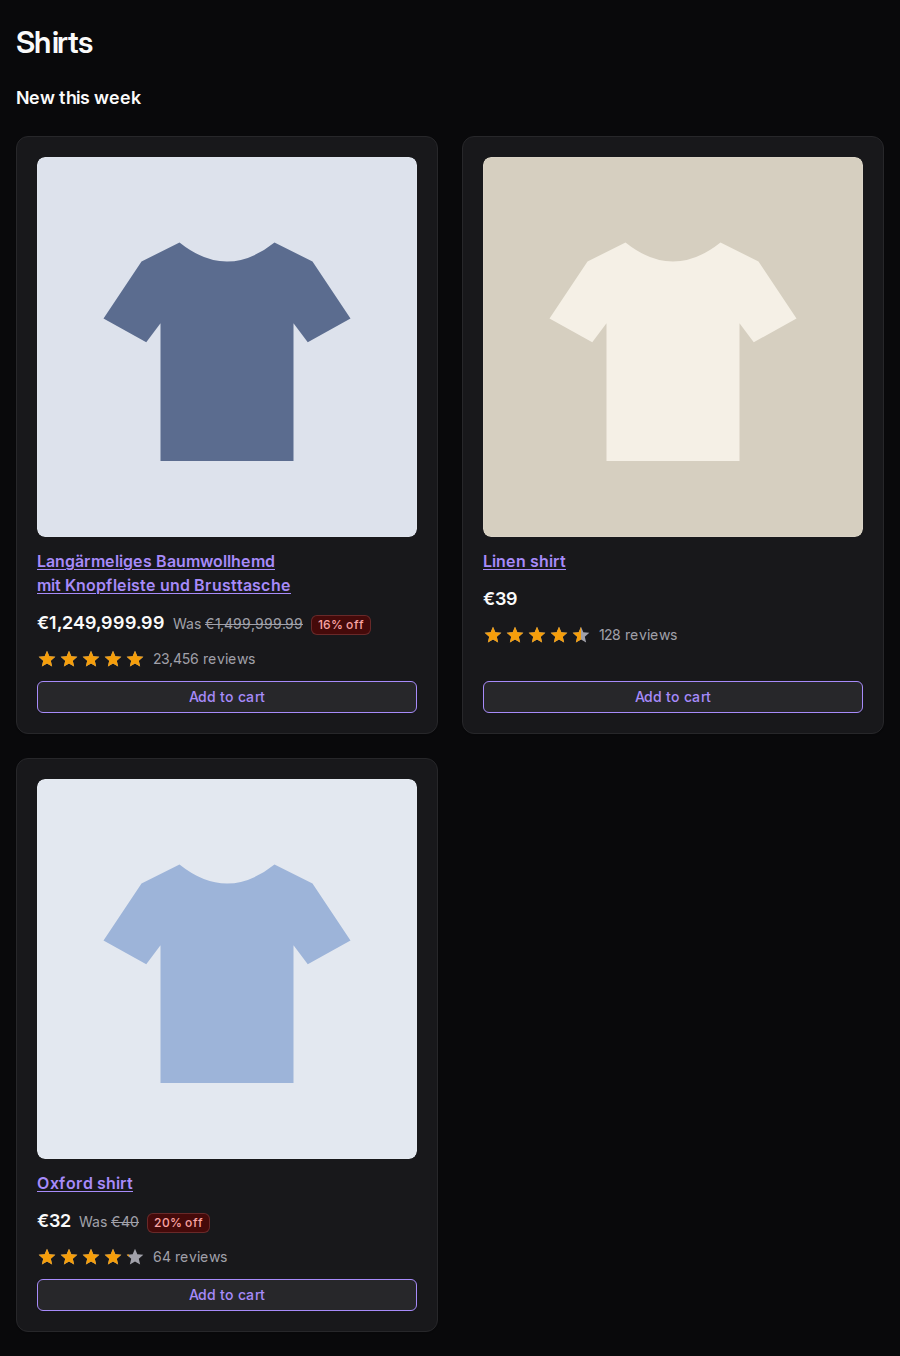 Shirts
New this week
Langärmeliges Baumwollhemd
mit Knopfleiste und Brusttasche
€1,249,999.99 Was €1,499,999.99 16% off
23,456 reviews
Add to cart
Linen shirt
€39
128 reviews
Add to cart
Oxford shirt
€32 Was €40 20% off
64 reviews
Add to cart